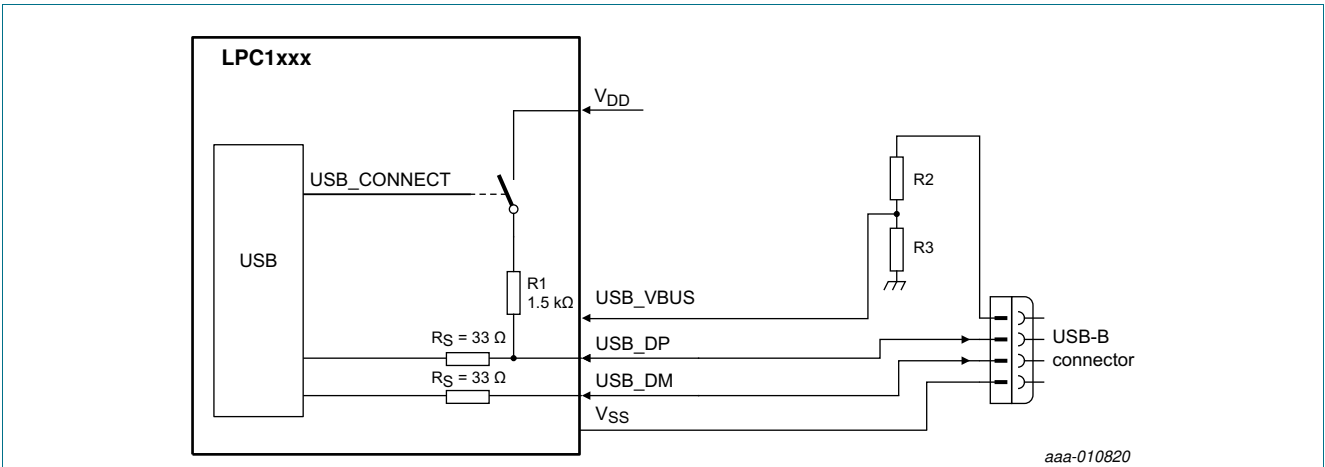 LPC1xxx
VDD
USB_CONNECT
R2
R3
USB
R1
1.5 kΩ
USB_VBUS
RS = 33 Ω
USB_DP
USB-B
connector
RS = 33 Ω
USB_DM
VSS
aaa-010820